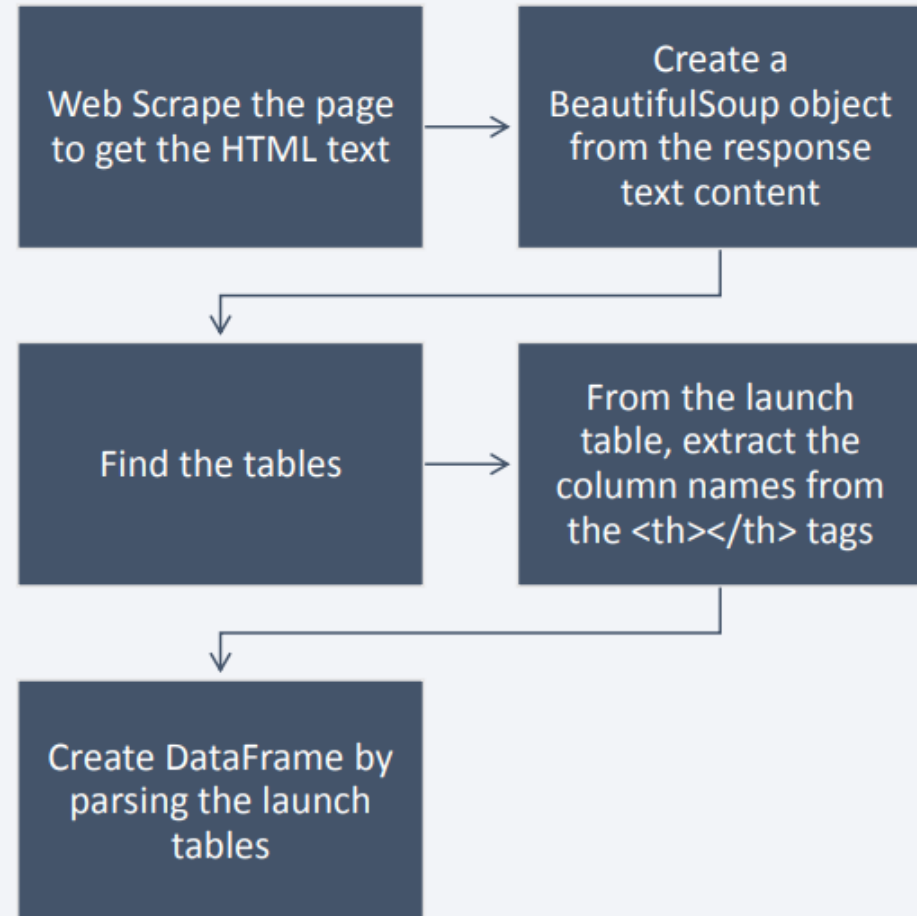 Web Scrape the page
to get the HTML text
Create a
BeautifulSoup object
from the response
text content
Find the tables
From the launch
table, extract the
column names from
the <th></th> tags
Create DataFrame by
parsing the launch
tables